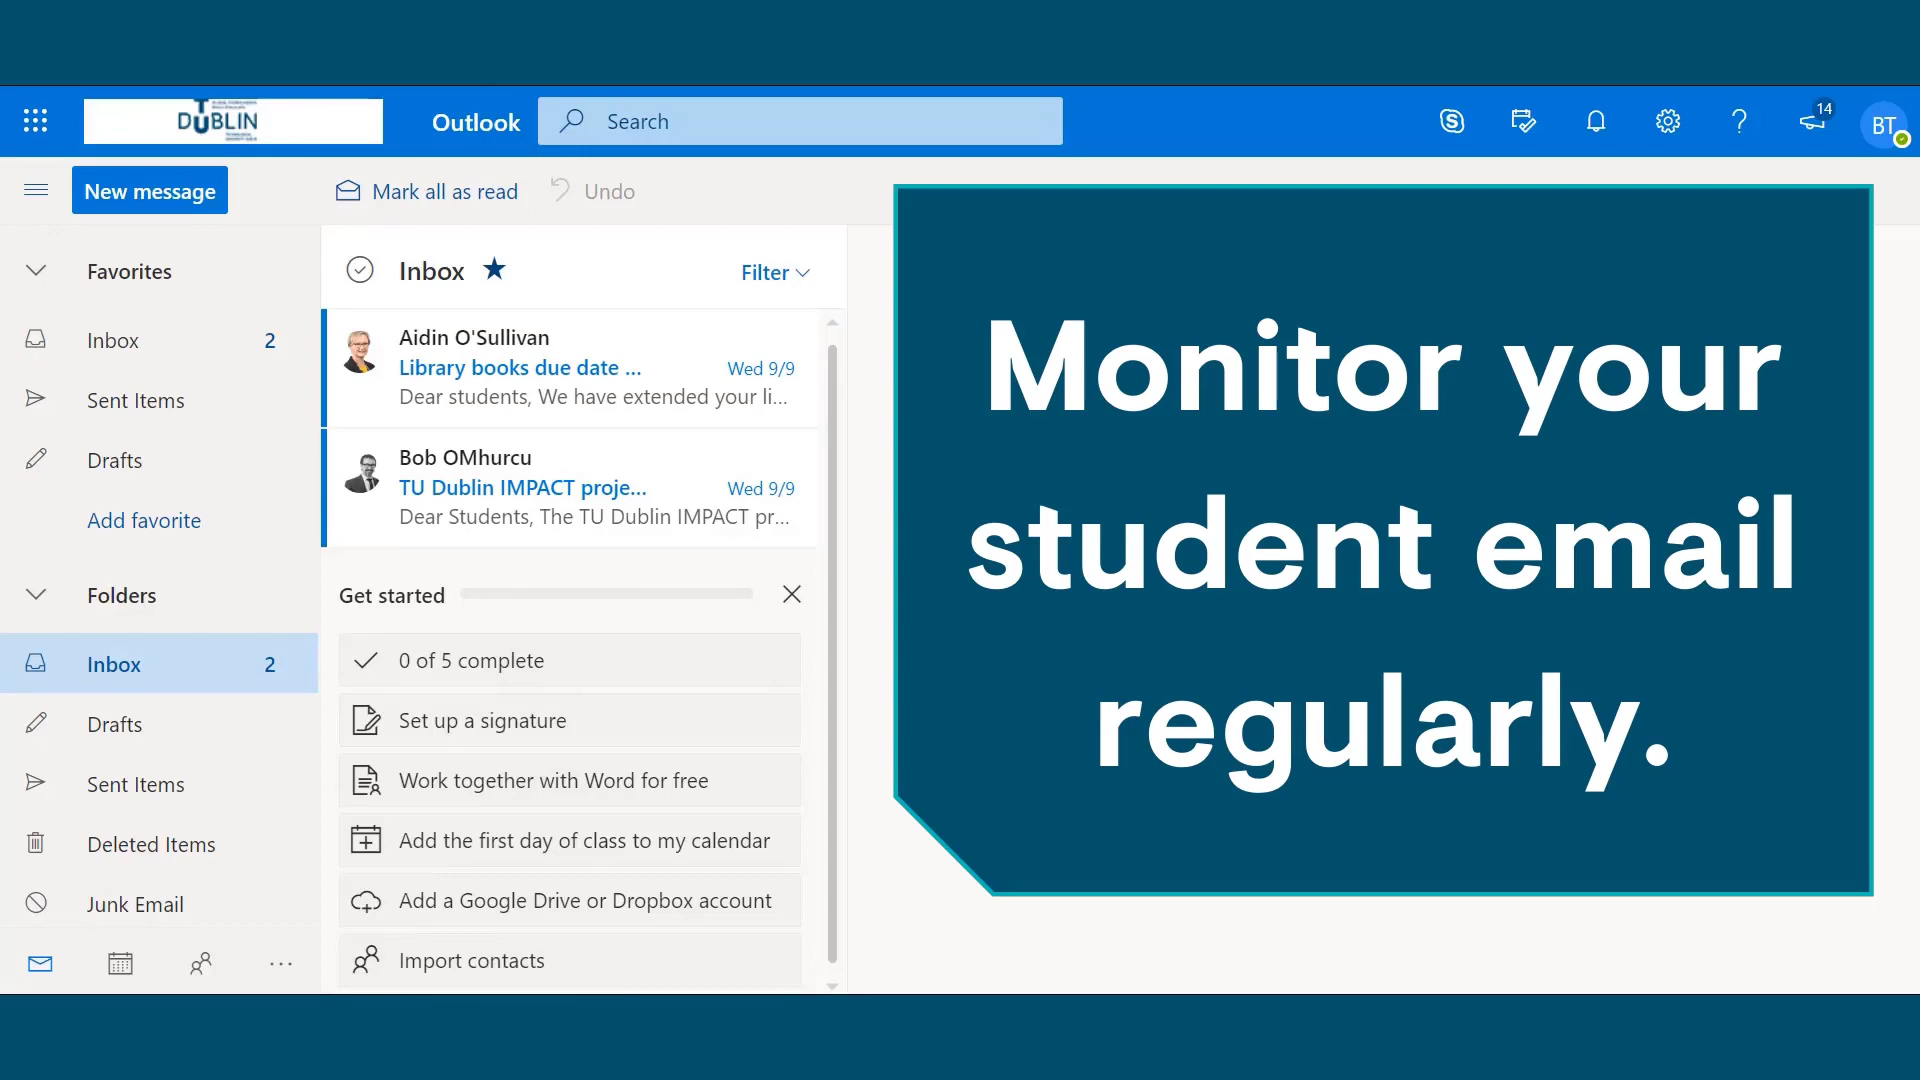 DUBLIN
Outlook
Search
14
BT
New message
Mark all as read
Undo
Favorites
Inbox 2
Sent Items
Drafts
Add favorite
Folders
Inbox 2
Drafts
Sent Items
Deleted Items
Junk Email
Inbox
Filter
Aidin O'Sullivan
Library books due date ... Wed 9/9
Dear students, We have extended your li...
Bob OMhurcu
TU Dublin IMPACT proje... Wed 9/9
Dear Students, The TU Dublin IMPACT pr...
Get started
0 of 5 complete
Set up a signature
Work together with Word for free
Add the first day of class to my calendar
Add a Google Drive or Dropbox account
Import contacts
Monitor your
student email
regularly.